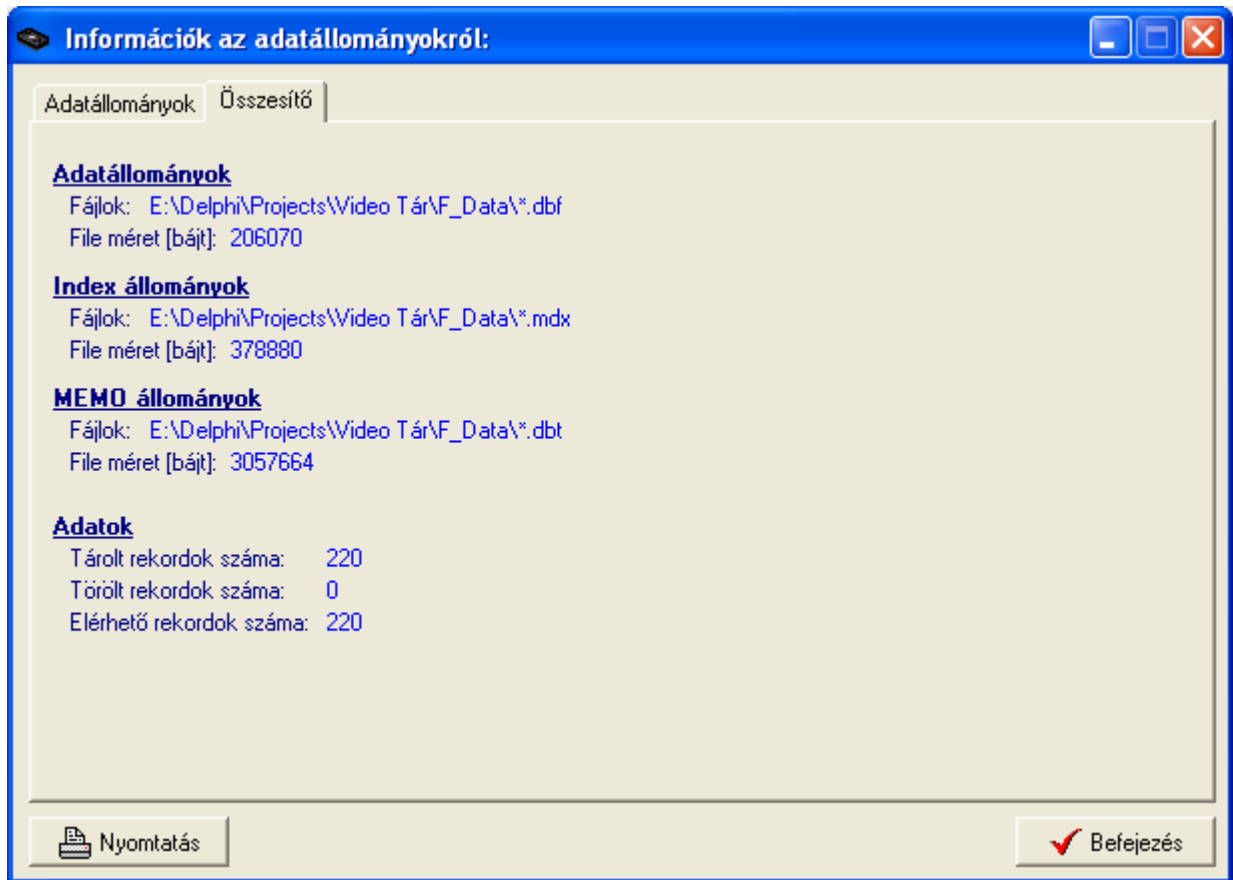 Információk az adatállományokról:
Adatállományok Összesítő
Adatállományok
Fájlok: E:\Delphi\Projects\Video Tár\F_Data\*.dbf
File méret [bájt]: 206070
Index állományok
Fájlok: E:\Delphi\Projects\Video Tár\F_Data\*.mdx
File méret [bájt]: 378880
MEMO állományok
Fájlok: E:\Delphi\Projects\Video Tár\F_Data\*.dbt
File méret [bájt]: 3057664
Adatok
Tárolt rekordok száma: 220
Törölt rekordok száma: 0
Elérhető rekordok száma: 220
Nyomtatás Befejezés